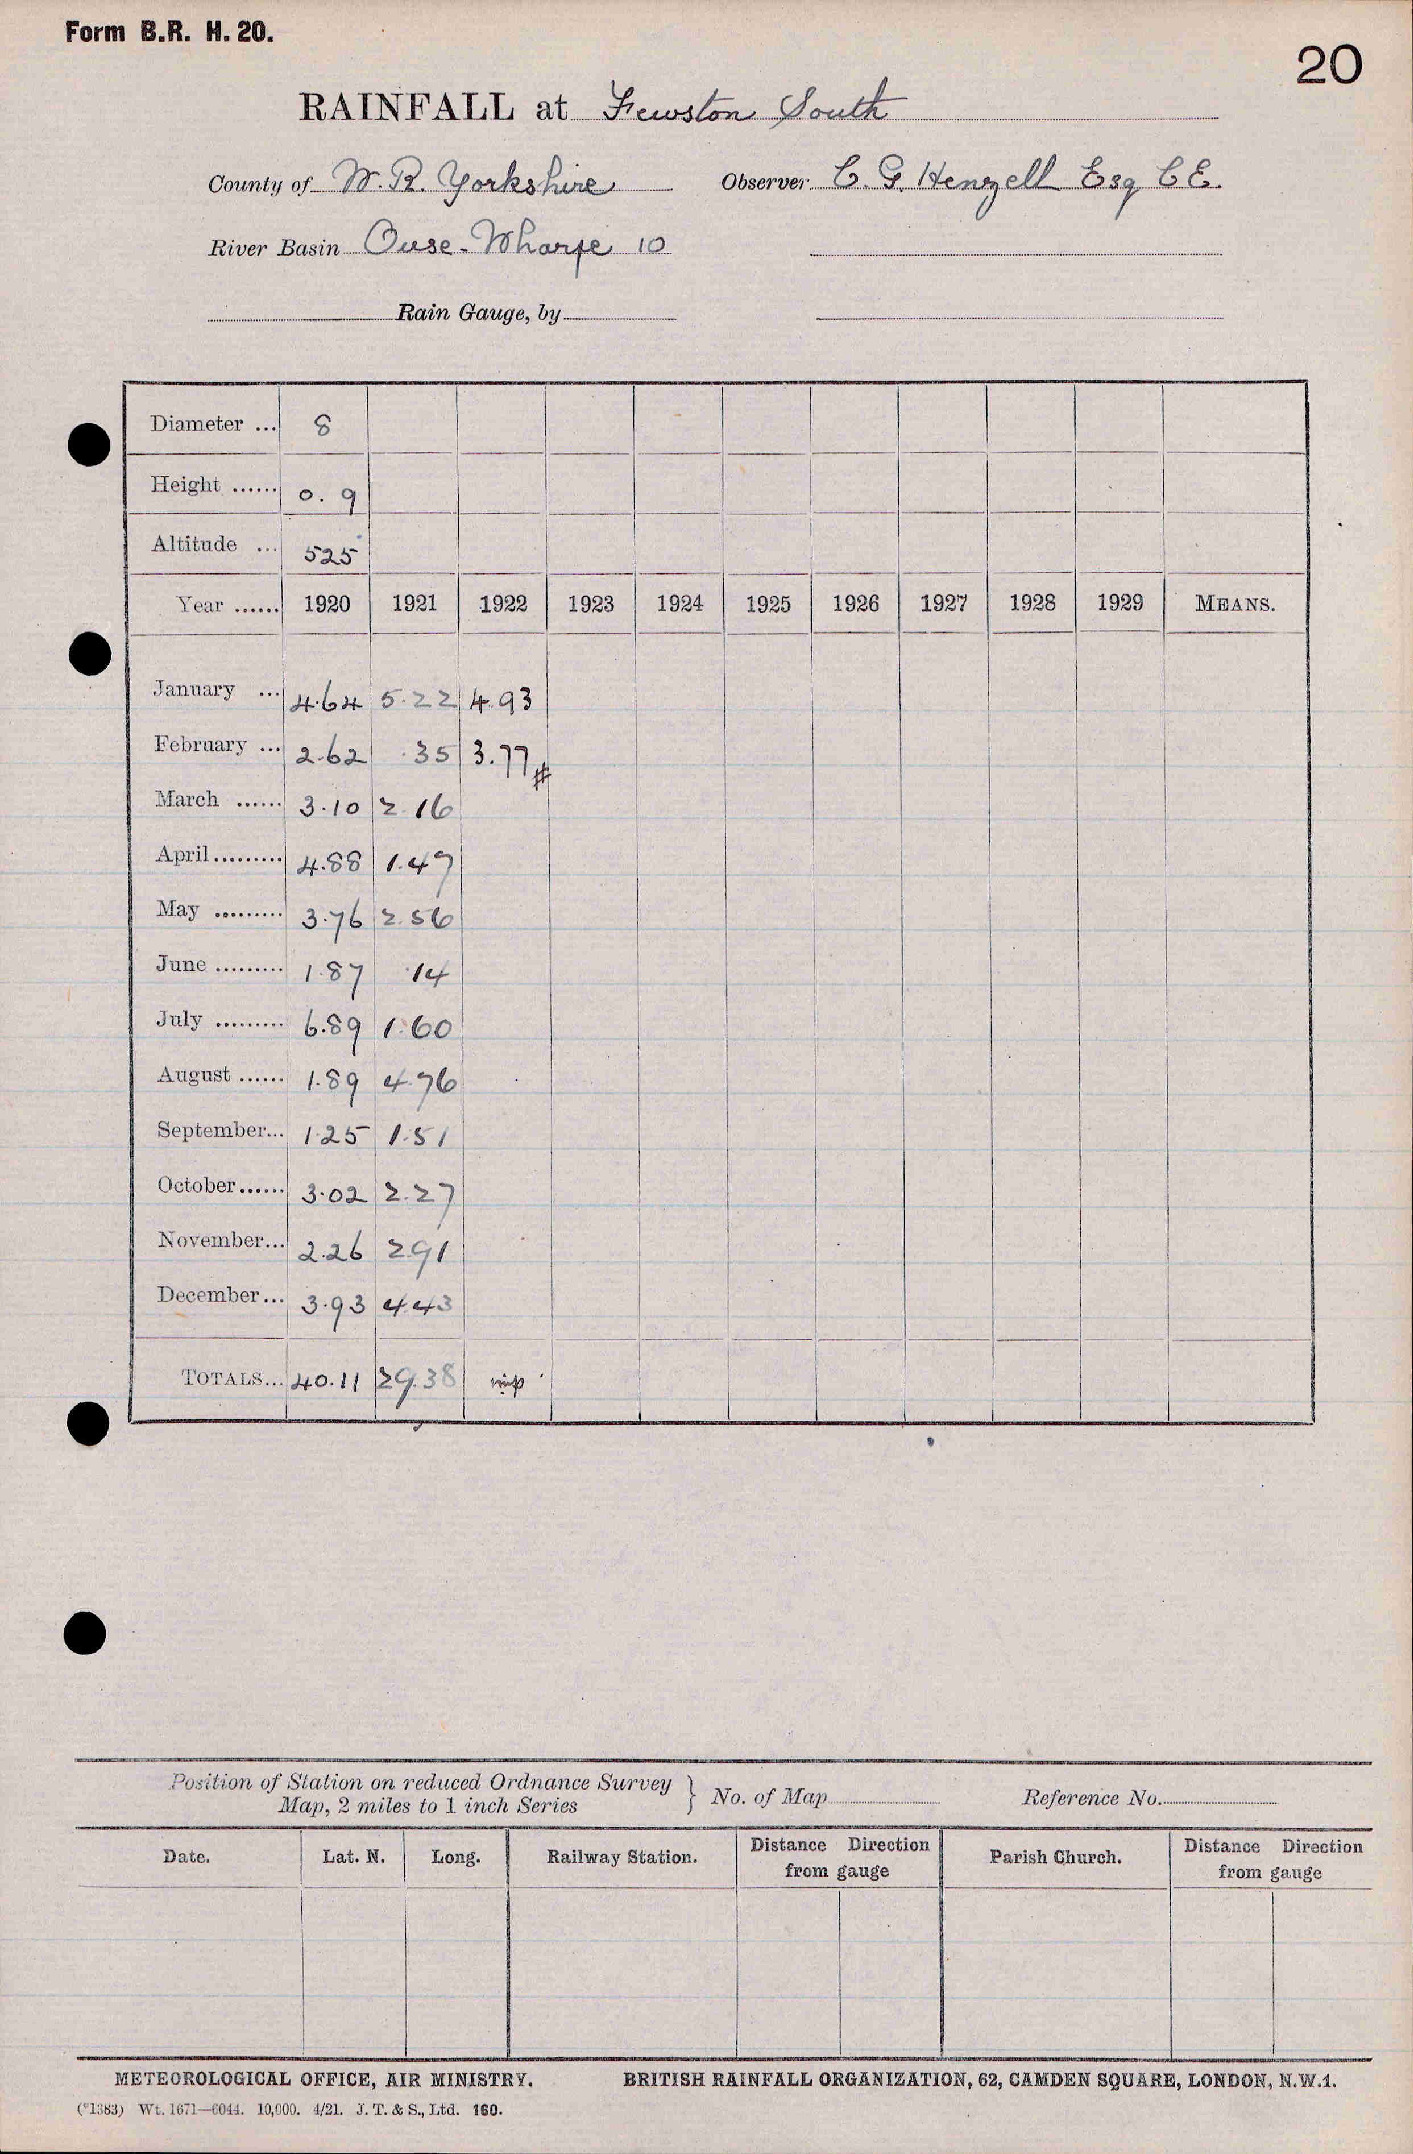 Form B.R. H. 20.
20
RAINFALL at Fewston South
County of W. R. Yorkshire Observer C. G. Henzell Esq C E.
River Basin Ouse - Wharfe 10
Rain Gauge, by
Diameter ... 8
Height ...... 0. 9
Altitude ... 525
Year ...... 1920 1921 1922 1923 1924 1925 1926 1927 1928 1929 MEANS.
January ... 4.64 5.22 4.93
February ... 2.62 .35 3.77 #
March ...... 3.10 2.16
April ......... 4.88 1.47
May ......... 3.76 2.56
June ......... 1.87 .14
July ......... 6.89 1.60
August ...... 1.89 4.76
September... 1.25 1.51
October ...... 3.02 2.27
November... 2.26 2.91
December... 3.93 4.43
TOTALS... 40.11 29.38
Position of Station on reduced Ordnance Survey
Map, 2 miles to 1 inch Series } No. of Map Reference No.
Date. Lat. N. Long. Railway Station. Distance Direction from gauge Parish Church. Distance Direction from gauge
METEOROLOGICAL OFFICE, AIR MINISTRY. BRITISH RAINFALL ORGANIZATION, 62, CAMDEN SQUARE, LONDON, N.W.1.
(*1383) Wt. 1671—6044. 10,000. 4/21. J. T. & S., Ltd. 160.